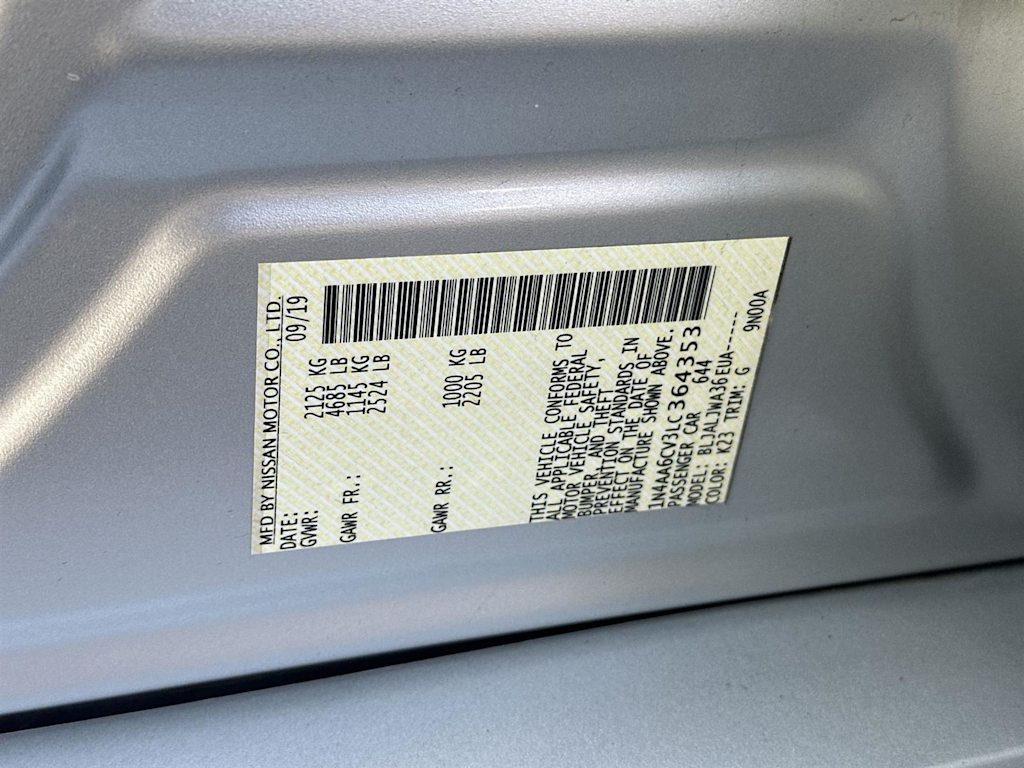 MFD BY NISSAN MOTOR CO., LTD.
DATE: 09/19
GVWR: 2125 KG
4685 LB
GAWR FR.: 1145 KG
2524 LB
GAWR RR.: 1000 KG
2205 LB
THIS VEHICLE CONFORMS TO
ALL APPLICABLE FEDERAL
MOTOR VEHICLE SAFETY,
BUMPER, AND THEFT
PREVENTION STANDARDS IN
EFFECT ON THE DATE OF
MANUFACTURE SHOWN ABOVE.
1N4AA6CV3LC364353
PASSENGER CAR 644
MODEL: BLJALJWA36EUA-----
COLOR: K23 TRIM: G 9N00A